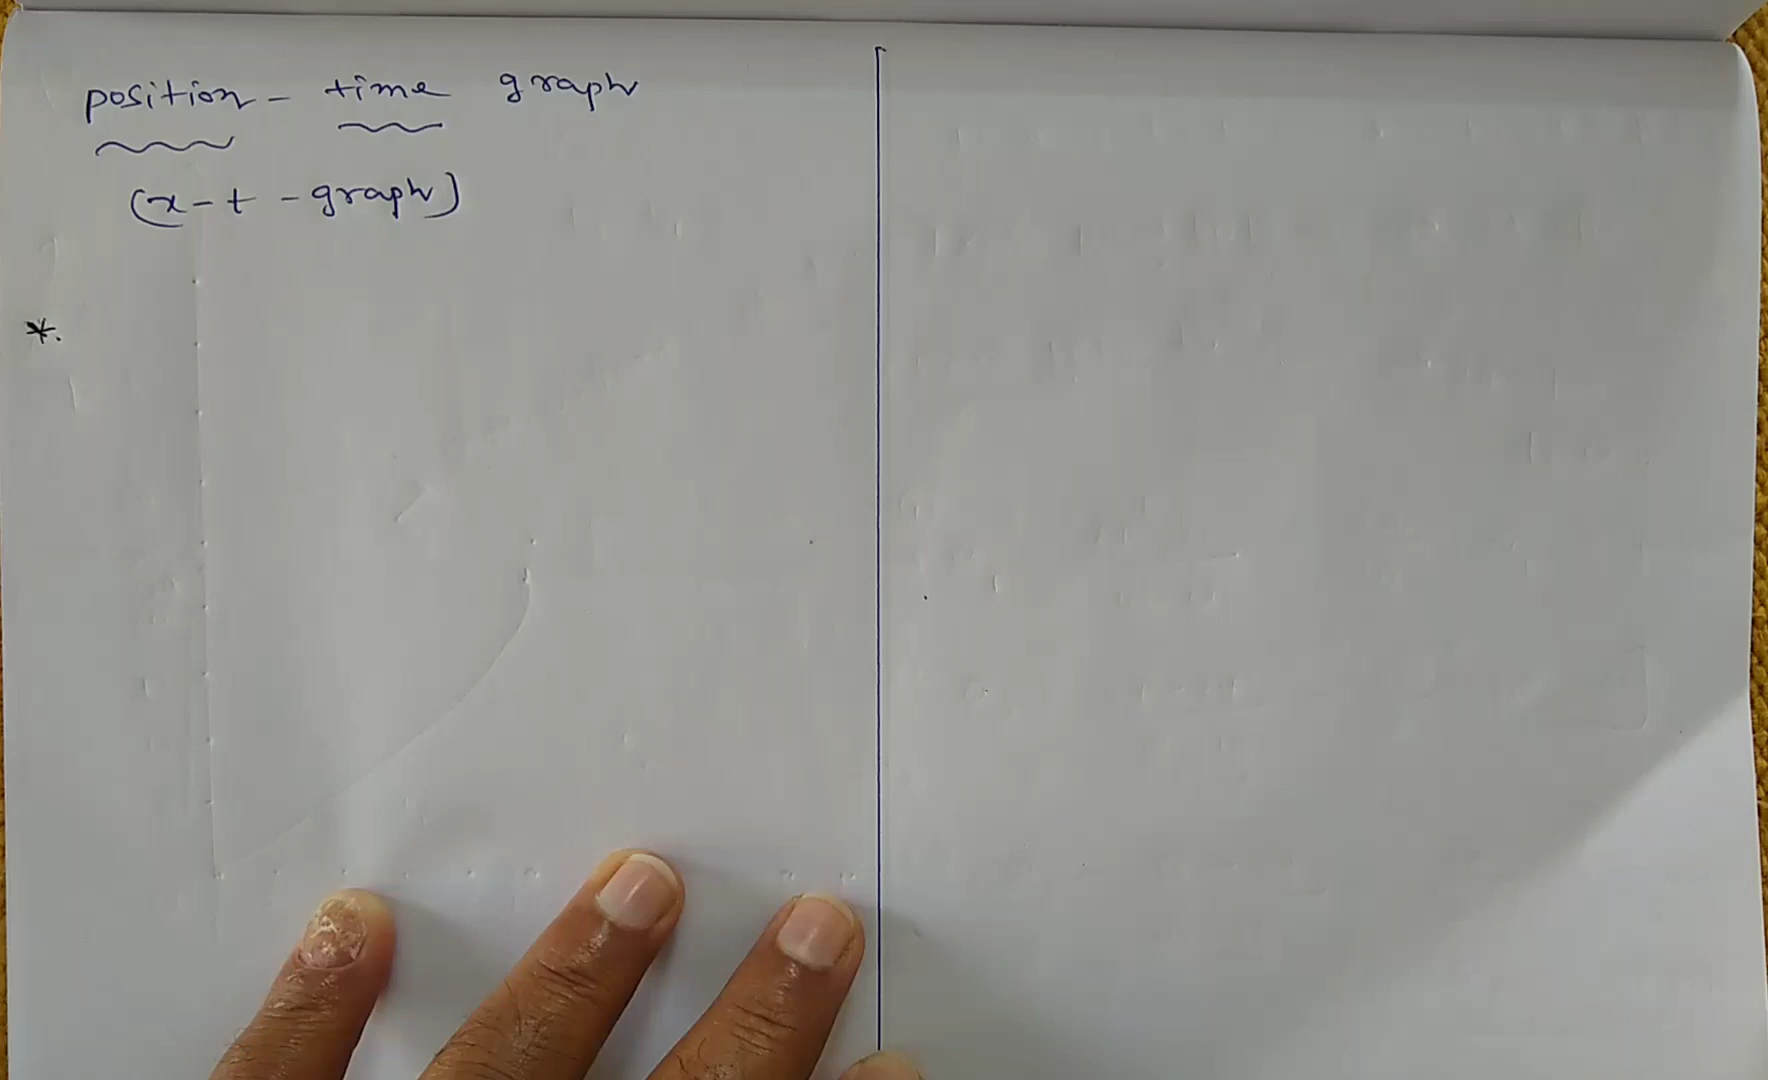 position - time graph
(x-t-graph)
*.